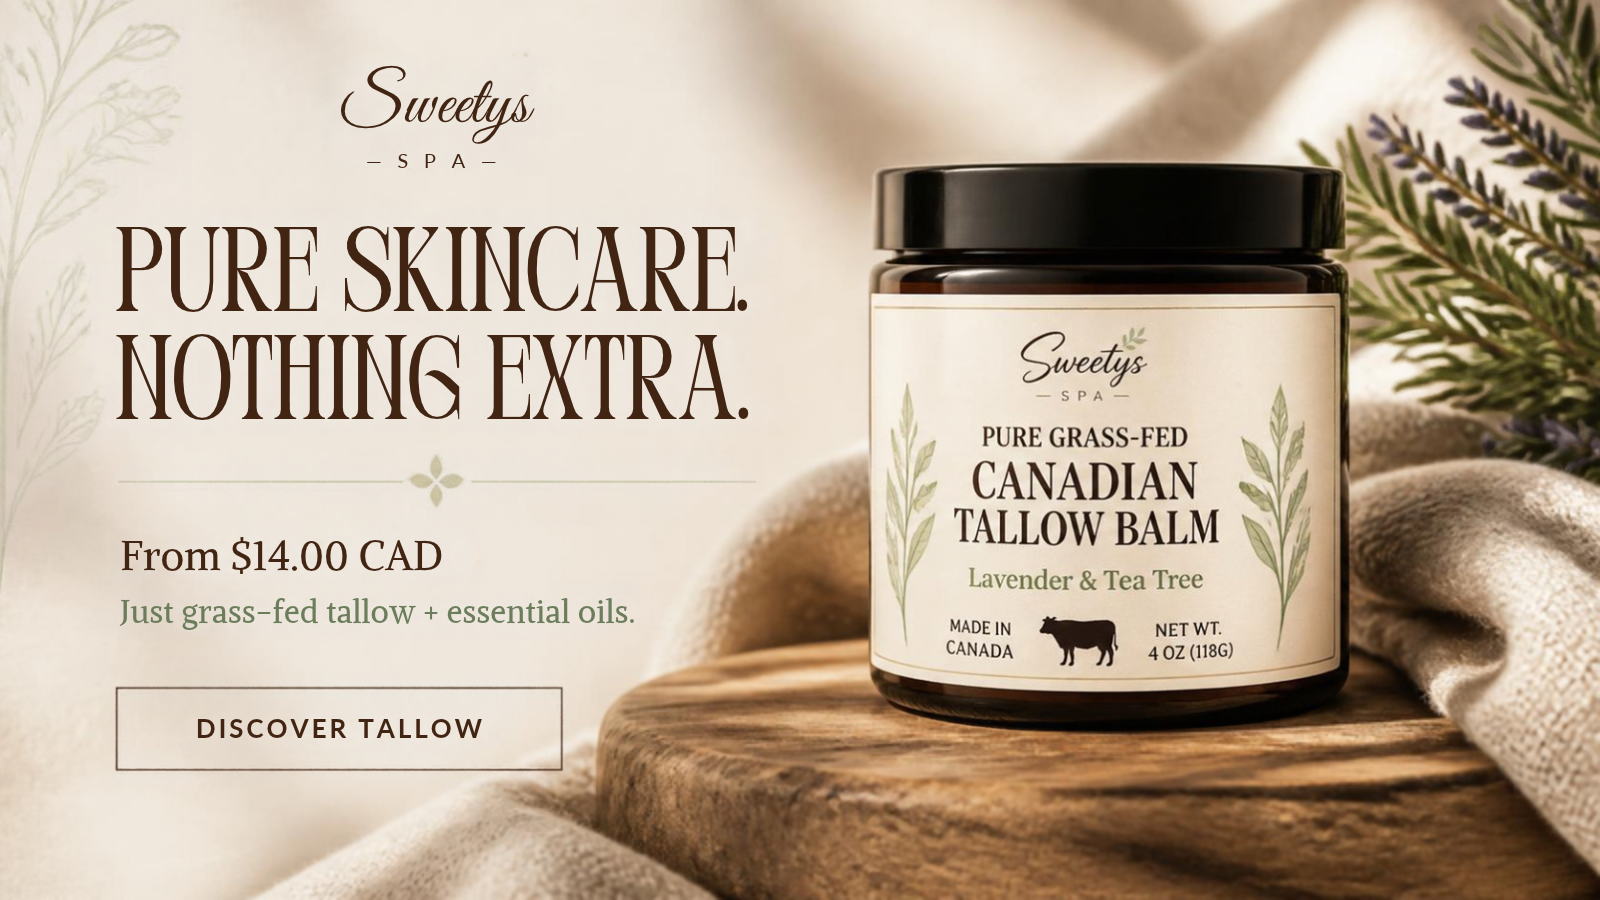 Sweetys
– SPA –
PURE SKINCARE.
NOTHING EXTRA.
From $14.00 CAD
Just grass-fed tallow + essential oils.
DISCOVER TALLOW
Sweetys
– SPA –
PURE GRASS-FED
CANADIAN
TALLOW BALM
Lavender & Tea Tree
MADE IN
CANADA
NET WT.
4 OZ (118G)